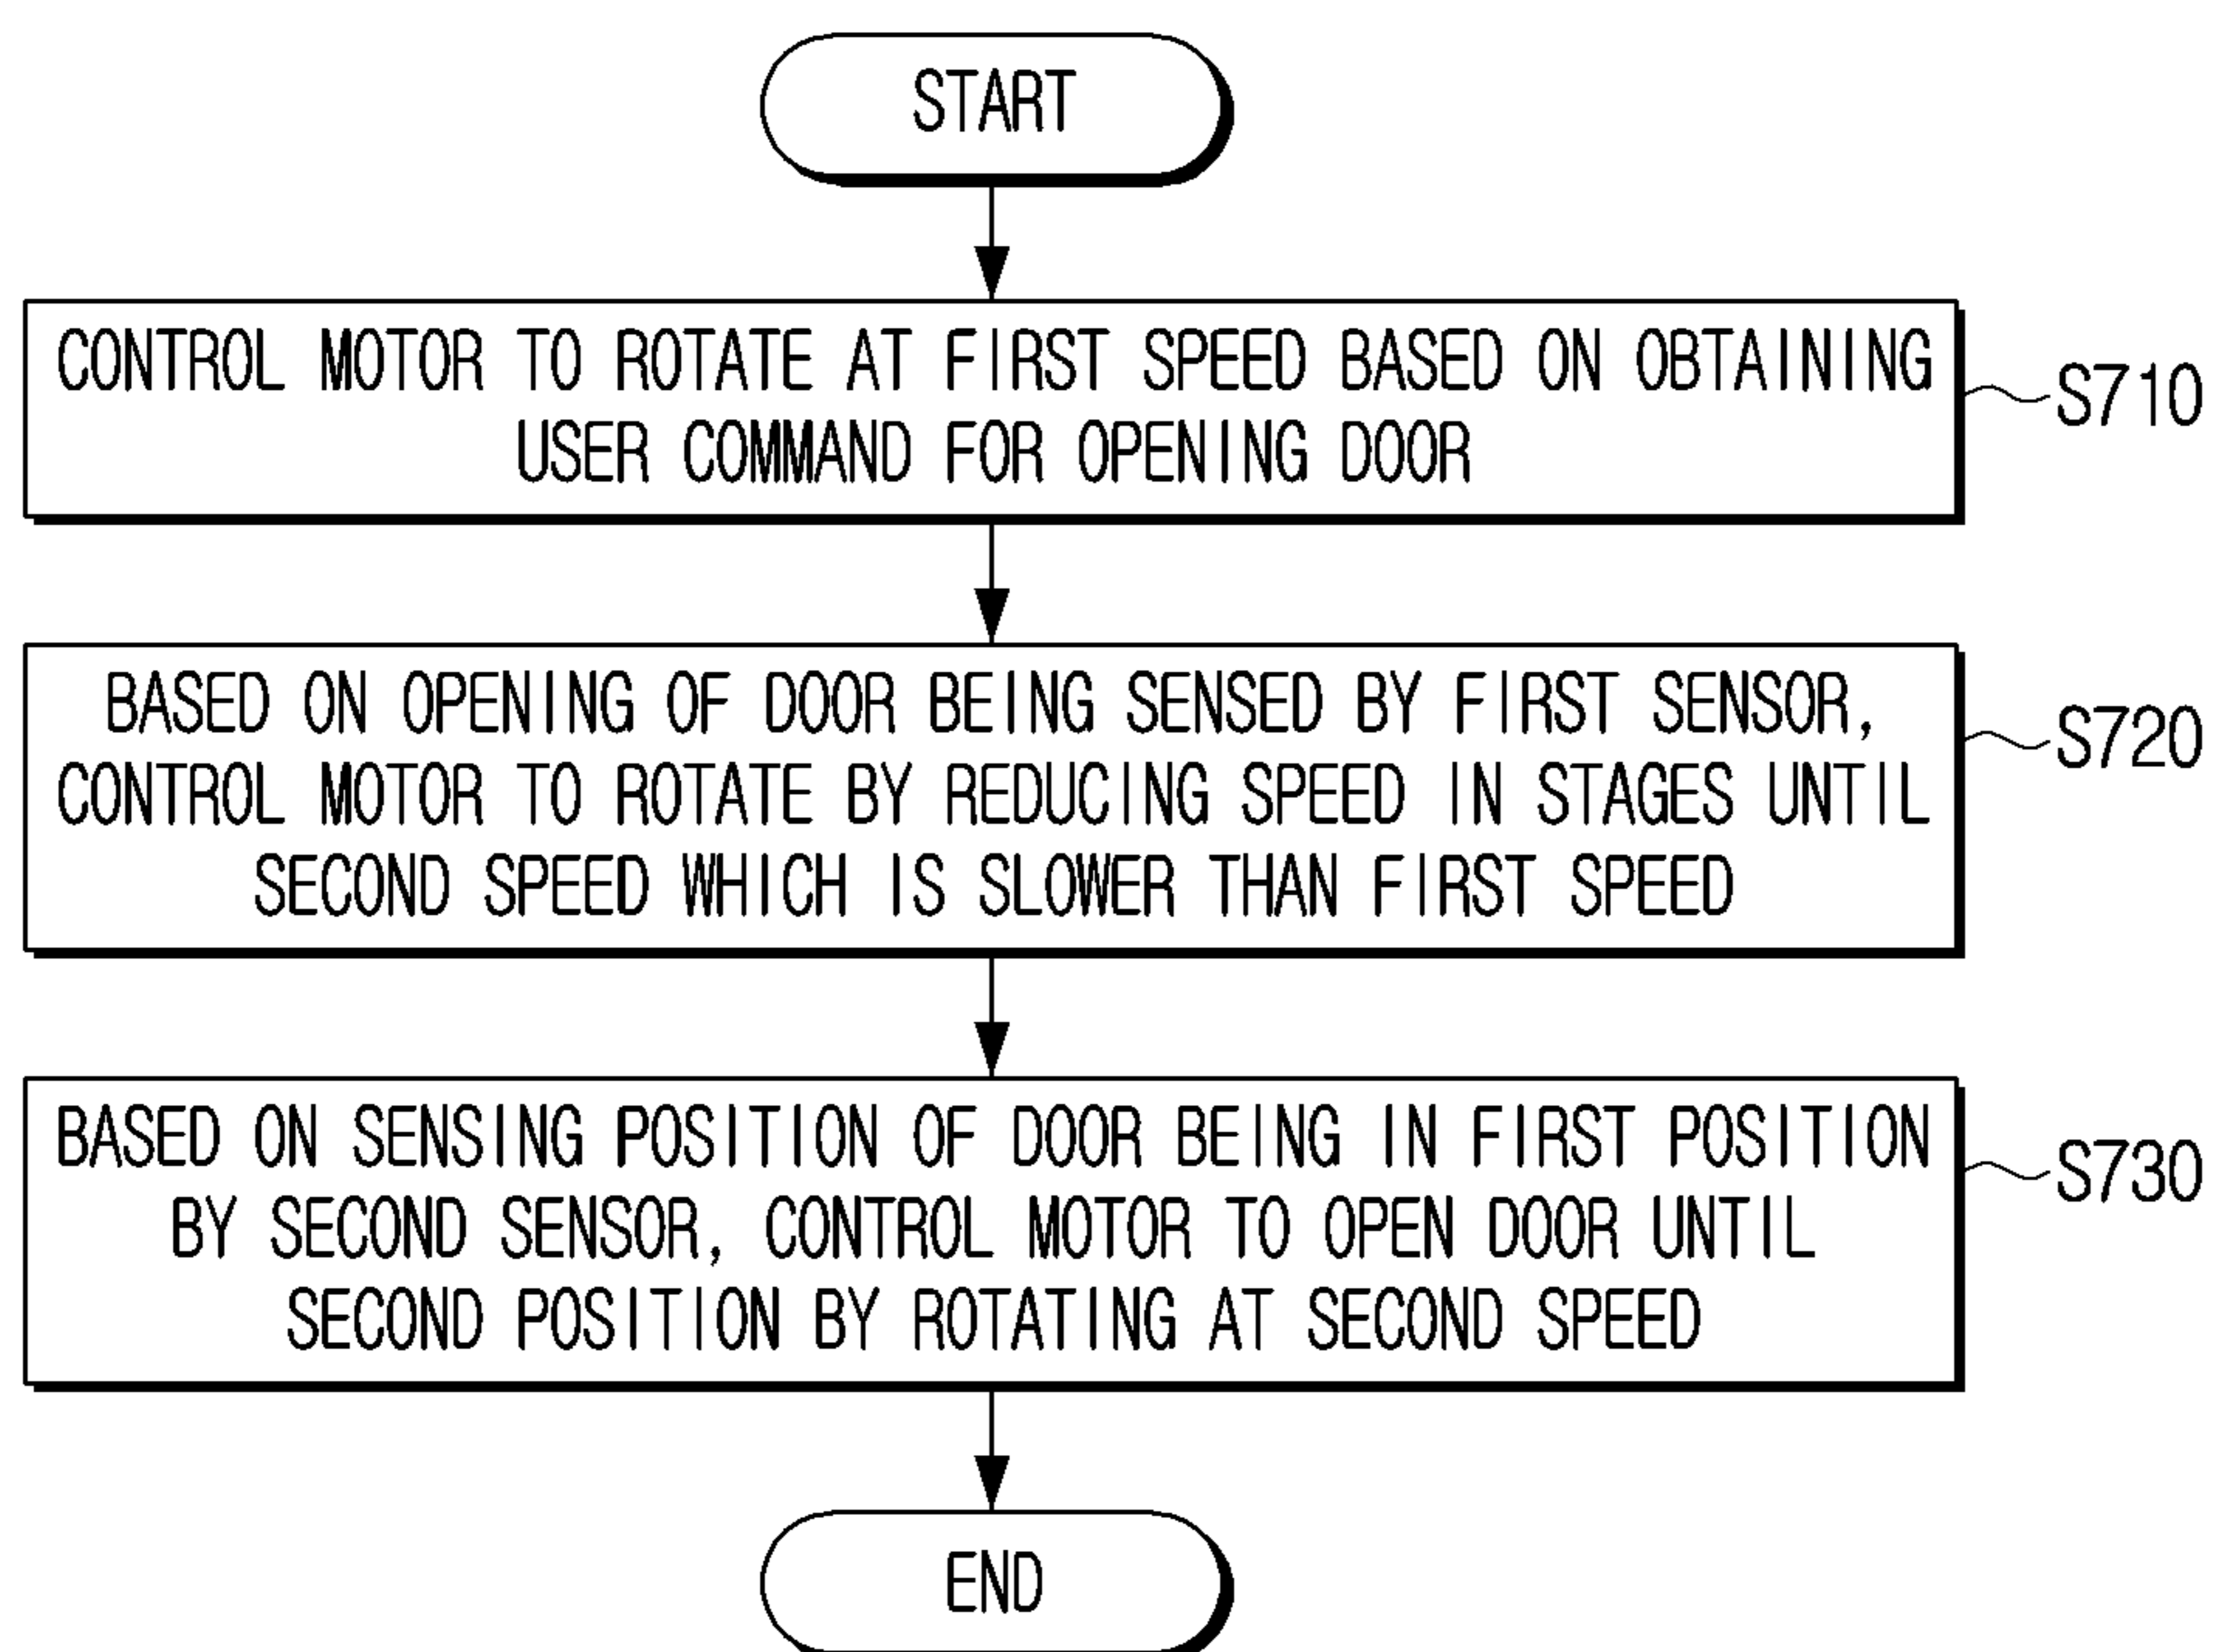 START
CONTROL MOTOR TO ROTATE AT FIRST SPEED BASED ON OBTAINING
USER COMMAND FOR OPENING DOOR
S710
BASED ON OPENING OF DOOR BEING SENSED BY FIRST SENSOR,
CONTROL MOTOR TO ROTATE BY REDUCING SPEED IN STAGES UNTIL
SECOND SPEED WHICH IS SLOWER THAN FIRST SPEED
S720
BASED ON SENSING POSITION OF DOOR BEING IN FIRST POSITION
BY SECOND SENSOR, CONTROL MOTOR TO OPEN DOOR UNTIL
SECOND POSITION BY ROTATING AT SECOND SPEED
S730
END